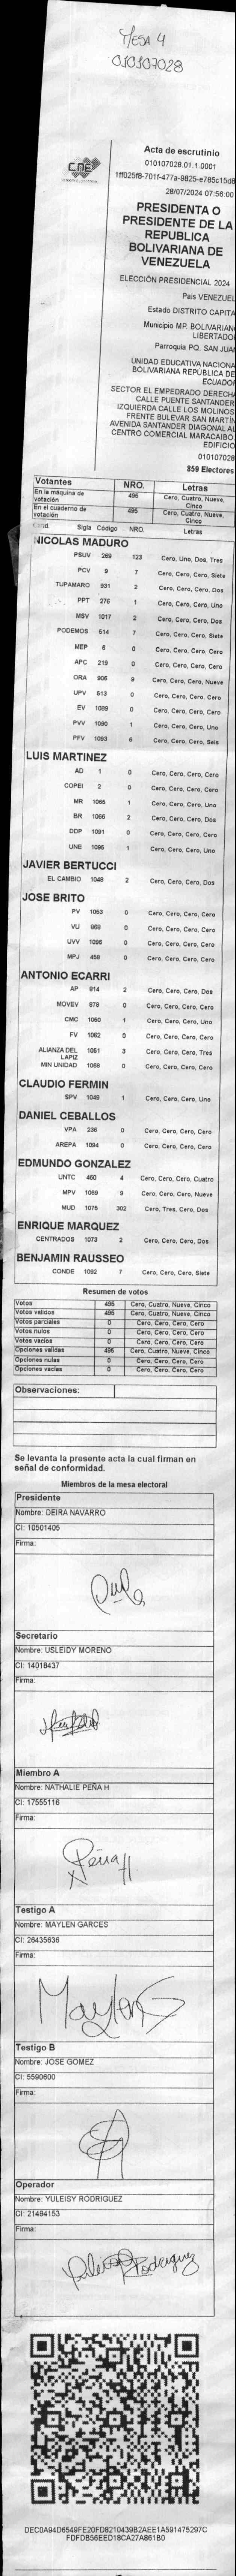 MESA 4
010107028
CNE
Acta de escrutinio
010107028.01.1.0001
1ff025f8-701f-477a-9825-e785c15d8
28/07/2024 07:56:00
PRESIDENTA O
PRESIDENTE DE LA
REPUBLICA
BOLIVARIANA DE
VENEZUELA
ELECCIÓN PRESIDENCIAL 2024
Pais VENEZUEL
Estado DISTRITO CAPITA
Municipio MP. BOLIVARIAN
LIBERTADO
Parroquia PQ. SAN JUA
UNIDAD EDUCATIVA NACIONA
BOLIVARIANA REPUBLICA DE
ECUADO
SECTOR EL EMPEDRADO DERECH
CALLE PUENTE SANTANDER
IZQUIERDA CALLE LOS MOLINOS
FRENTE BULEVAR SAN MARTIN
AVENIDA SANTANDER DIAGONAL AL
CENTRO COMERCIAL MARACAIBO.
EDIFICIO
010107028
859 Electores
Votantes NRO. Letras
En la maquina de votación 495 Cero, Cuatro, Nueve, Cinco
En el cuaderno de votación 495 Cero, Cuatro, Nueve, Cinco
Cand. Sigla Código NRO. Letras
NICOLAS MADURO
PSUV 269 123 Cero, Uno, Dos, Tres
PCV 9 7 Cero, Cero, Cero, Siete
TUPAMARO 931 2 Cero, Cero, Cero, Dos
PPT 276 1 Cero, Cero, Cero, Uno
MSV 1017 2 Cero, Cero, Cero, Dos
PODEMOS 514 7 Cero, Cero, Cero, Siete
MEP 6 0 Cero, Cero, Cero, Cero
APC 219 0 Cero, Cero, Cero, Cero
ORA 906 9 Cero, Cero, Cero, Nueve
UPV 513 0 Cero, Cero, Cero, Cero
EV 1089 0 Cero, Cero, Cero, Cero
PVV 1090 1 Cero, Cero, Cero, Uno
PFV 1093 6 Cero, Cero, Cero, Seis
LUIS MARTINEZ
AD 1 0 Cero, Cero, Cero, Cero
COPEI 2 0 Cero, Cero, Cero, Cero
MR 1065 1 Cero, Cero, Cero, Uno
BR 1066 2 Cero, Cero, Cero, Dos
DDP 1091 0 Cero, Cero, Cero, Cero
UNE 1095 1 Cero, Cero, Cero, Uno
JAVIER BERTUCCI
EL CAMBIO 1048 2 Cero, Cero, Cero, Dos
JOSE BRITO
PV 1053 0 Cero, Cero, Cero, Cero
VU 969 0 Cero, Cero, Cero, Cero
UVV 1096 0 Cero, Cero, Cero, Cero
MPJ 458 0 Cero, Cero, Cero, Cero
ANTONIO ECARRI
AP 914 2 Cero, Cero, Cero, Dos
MOVEV 978 0 Cero, Cero, Cero, Cero
CMC 1050 1 Cero, Cero, Cero, Uno
FV 1062 0 Cero, Cero, Cero, Cero
ALIANZA DEL LAPIZ 1051 3 Cero, Cero, Cero, Tres
MIN UNIDAD 1068 0 Cero, Cero, Cero, Cero
CLAUDIO FERMIN
SPV 1049 1 Cero, Cero, Cero, Uno
DANIEL CEBALLOS
VPA 236 0 Cero, Cero, Cero, Cero
AREPA 1094 0 Cero, Cero, Cero, Cero
EDMUNDO GONZALEZ
UNTC 460 4 Cero, Cero, Cero, Cuatro
MPV 1069 9 Cero, Cero, Cero, Nueve
MUD 1075 302 Cero, Tres, Cero, Dos
ENRIQUE MARQUEZ
CENTRADOS 1073 2 Cero, Cero, Cero, Dos
BENJAMIN RAUSSEO
CONDE 1092 7 Cero, Cero, Cero, Siete
Resumen de votos
Votos 495 Cero, Cuatro, Nueve, Cinco
Votos validos 495 Cero, Cuatro, Nueve, Cinco
Votos parciales 0 Cero, Cero, Cero, Cero
Votos nulos 0 Cero, Cero, Cero, Cero
Votos vacios 0 Cero, Cero, Cero, Cero
Opciones validas 495 Cero, Cuatro, Nueve, Cinco
Opciones nulas 0 Cero, Cero, Cero, Cero
Opciones vacias 0 Cero, Cero, Cero, Cero
Observaciones:
Se levanta la presente acta la cual firman en
señal de conformidad.
Miembros de la mesa electoral
Presidente
Nombre: DEIRA NAVARRO
CI: 10501405
Firma:
Secretario
Nombre: USLEIDY MORENO
CI: 14018437
Firma:
Miembro A
Nombre: NATHALIE PEÑA H
CI: 17555116
Firma:
Peña H
Testigo A
Nombre: MAYLEN GARCES
CI: 26435636
Firma:
Maylen G
Testigo B
Nombre: JOSE GOMEZ
CI: 5590600
Firma:
Operador
Nombre: YULEISY RODRIGUEZ
CI: 21494153
Firma:
Rodriguez
DEC0A94D6549FE20FD8210439B2AEE1A591475297C
FDFDB56EED18CA27A861B0